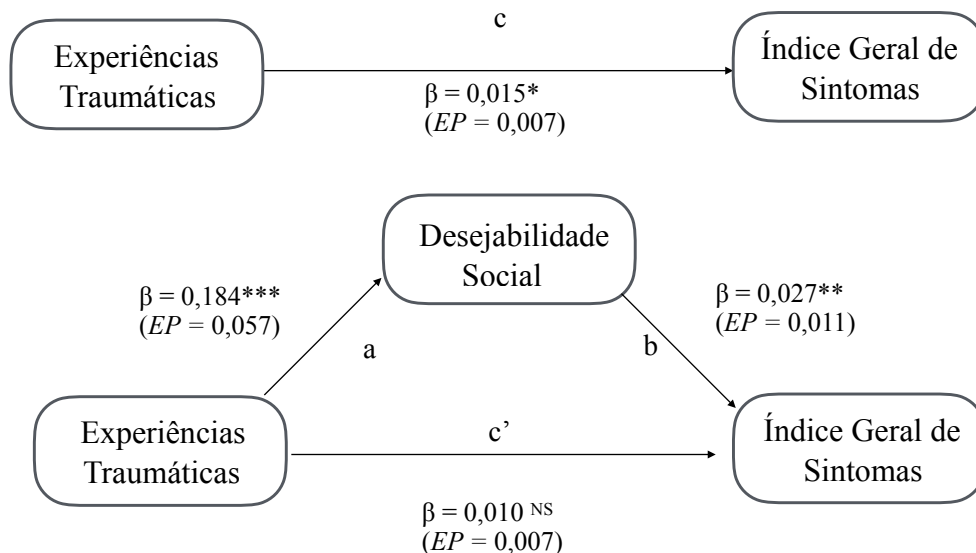 c
Experiências
Traumáticas
Índice Geral de
Sintomas
β = 0,015*
(EP = 0,007)
Desejabilidade
Social
β = 0,184***
(EP = 0,057)
β = 0,027**
(EP = 0,011)
a
b
Experiências
Traumáticas
c’
Índice Geral de
Sintomas
β = 0,010 NS
(EP = 0,007)